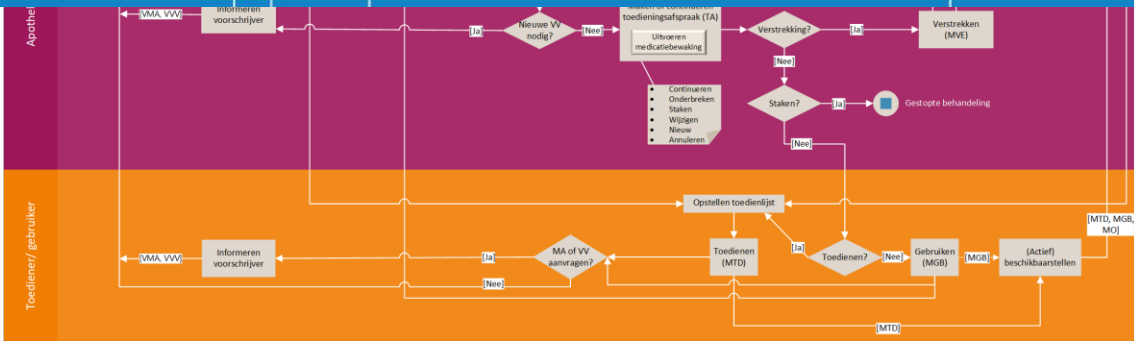 Apothe
[VMA, VVV]
Informeren
voorschrijver
[Ja]
Nieuwe VV
nodig?
[Nee]
toedieningsafspraak (TA)
Uitvoeren
medicatiebewaking
Verstrekking?
[Ja]
Verstrekken
(MVE)
[Nee]
• Continueren
• Onderbreken
• Staken
• Wijzigen
• Nieuw
• Annuleren
Staken?
[Ja]
Gestopte behandeling
[Nee]
Toediener/ gebruiker
Opstellen toedienlijst
[MTD, MGB,
MO]
[VMA, VVV]
Informeren
voorschrijver
[Ja]
MA of VV
aanvragen?
[Nee]
Toedienen
(MTD)
[Ja]
Toedienen?
[Nee]
Gebruiken
(MGB)
[MGB]
(Actief)
beschikbaarstellen
[MTD]